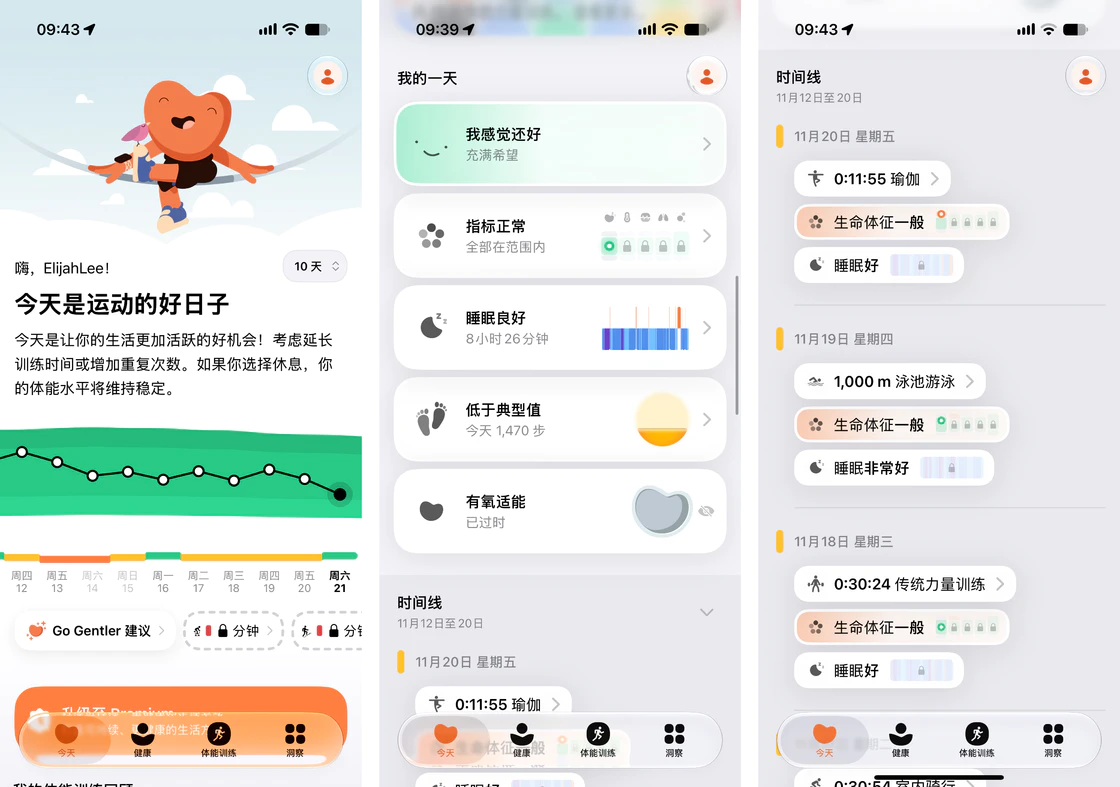 09:43
嗨，ElijahLee！
10 天
今天是运动的好日子
今天是让你的生活更加活跃的好机会！考虑延长
训练时间或增加重复次数。如果你选择休息，你
的体能水平将维持稳定。
周四 周五 周六 周日 周一 周二 周三 周四 周五 周六
12 13 14 15 16 17 18 19 20 21
Go Gentler 建议
分钟
分钟
今天 健康 体能训练 洞察
09:39
我的一天
我感觉还好
充满希望
指标正常
全部在范围内
睡眠良好
8小时26分钟
低于典型值
今天 1,470 步
有氧适能
已过时
时间线
11月12日至20日
11月20日 星期五
0:11:55 瑜伽
今天 健康 体能训练 洞察
09:43
时间线
11月12日至20日
11月20日 星期五
0:11:55 瑜伽
生命体征一般
睡眠好
11月19日 星期四
1,000 m 泳池游泳
生命体征一般
睡眠非常好
11月18日 星期三
0:30:24 传统力量训练
生命体征一般
睡眠好
0:30:54 室内骑行
今天 健康 体能训练 洞察